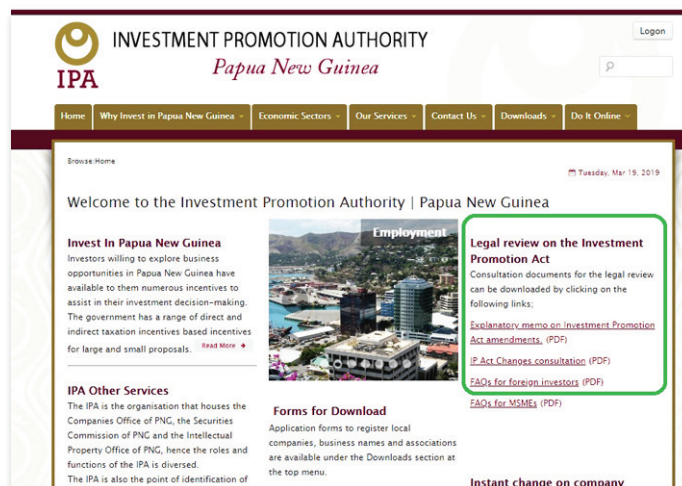 INVESTMENT PROMOTION AUTHORITY
Papua New Guinea
IPA
Logon
Home
Why Invest in Papua New Guinea
Economic Sectors
Our Services
Contact Us
Downloads
Do It Online
Browse:Home
Tuesday, Mar 19, 2019
Welcome to the Investment Promotion Authority | Papua New Guinea
Invest In Papua New Guinea
Investors willing to explore business
opportunities in Papua New Guinea have
available to them numerous incentives to
assist in their investment decision-making.
The government has a range of direct and
indirect taxation incentives based incentives
for large and small proposals. Read More
IPA Other Services
The IPA is the organisation that houses the
Companies Office of PNG, the Securities
Commission of PNG and the Intellectual
Property Office of PNG, hence the roles and
functions of the IPA is diversed.
The IPA is also the point of identification of
Employment
Forms for Download
Application forms to register local
companies, business names and associations
are available under the Downloads section at
the top menu.
Legal review on the Investment
Promotion Act
Consultation documents for the legal review
can be downloaded by clicking on the
following links;
Explanatory memo on Investment Promotion
Act amendments. (PDF)
IP Act Changes consultation (PDF)
FAQs for foreign investors (PDF)
FAQs for MSMEs (PDF)
Instant change on company